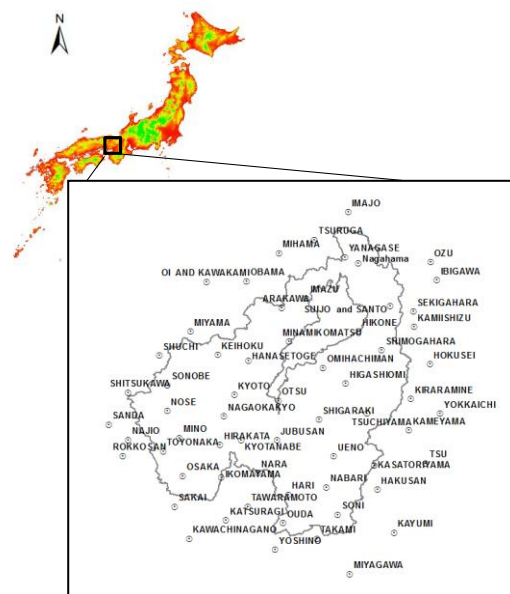 N
IMAJO
TSURUGA
MIHAMA
YANAGASE
OZU
Nagahama
OI AND KAWAKAMI
OBAMA
IBIGAWA
IMAZU
ARAKAWA
SUIJO and SANTO
SEKIGAHARA
MIYAMA
HIKONE
KAMIISHIZU
MINAMIKOMATSU
SHUCHI
KEIHOKU
SHIMOGAHARA
HANASETOGE
OMIHACHIMAN
HOKUSEI
SHITSUKAWA
SONOBE
HIGASHIOMI
KYOTO
OTSU
KIRARAMINE
NOSE
SANDA
NAGAOKAKYO
SHIGARAKI
YOKKAICHI
TSUCHIYAMA
KAMEYAMA
NAJIO
MINO
HIRAKATA
JUBUSAN
ROKKOSAN
TOYONAKA
KYOTANABE
UENO
KASATORIYAMA
TSU
OSAKA
IKOMAYAMA
NARA
HARI
NABARI
HAKUSAN
SAKAI
TAWARAMOTO
SONI
KATSURAGI
OUDA
KAWACHINAGANO
TAKAMI
KAYUMI
YOSHINO
MIYAGAWA